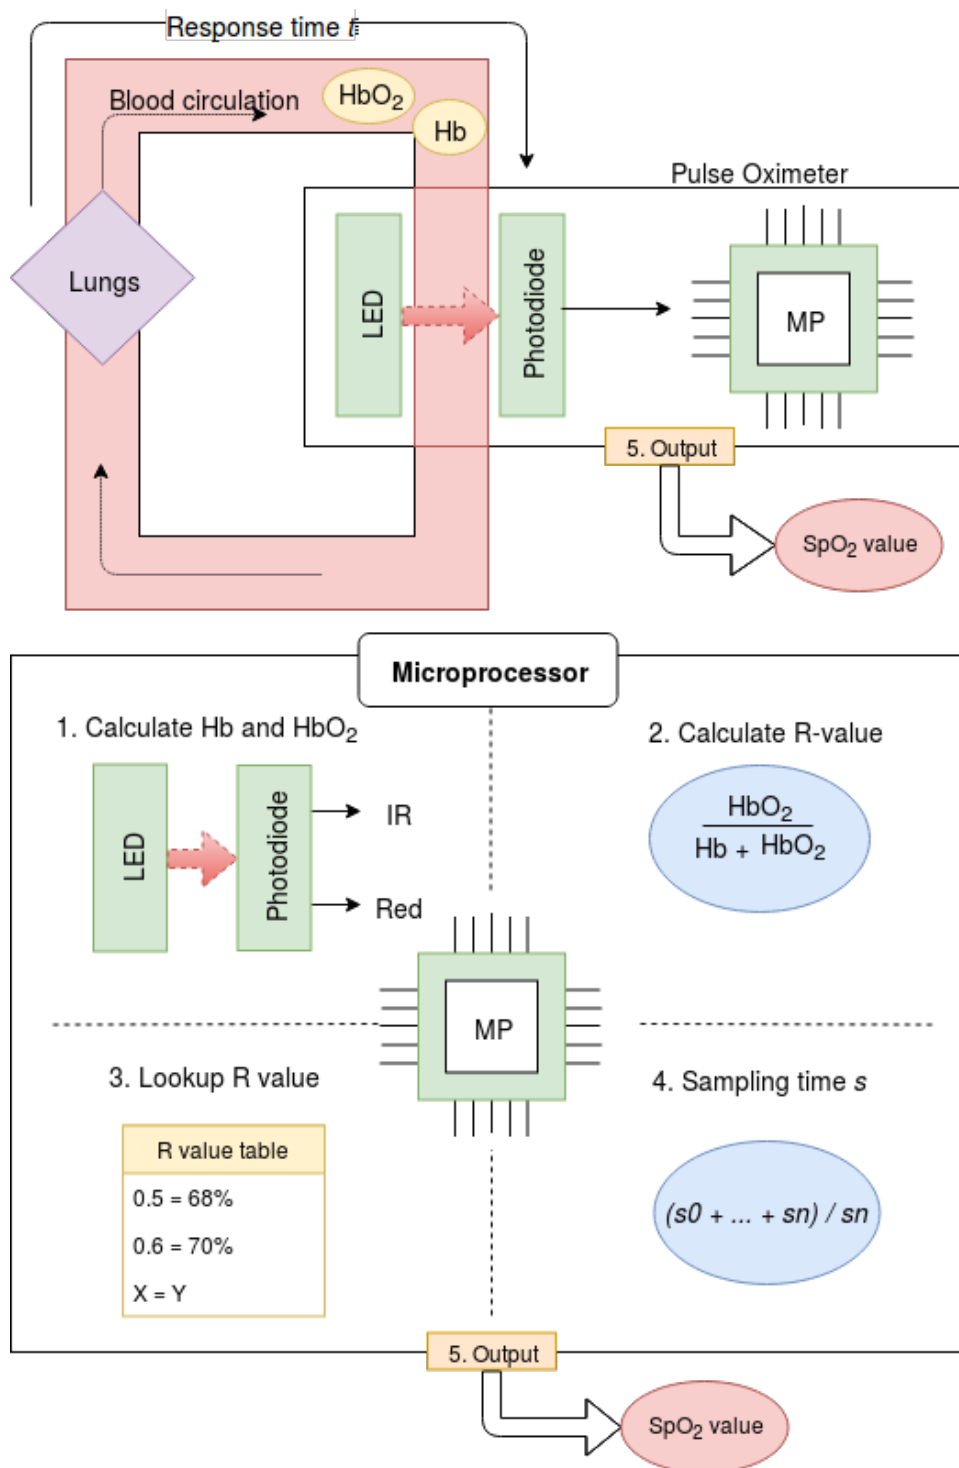 Response time t
Blood circulation
HbO2
Hb
Pulse Oximeter
Lungs
LED
Photodiode
MP
5. Output
SpO2 value
Microprocessor
1. Calculate Hb and HbO2
LED
Photodiode
IR
Red
2. Calculate R-value
HbO2
Hb + HbO2
MP
3. Lookup R value
R value table
0.5 = 68%
0.6 = 70%
X = Y
4. Sampling time s
(s0 + ... + sn) / sn
5. Output
SpO2 value